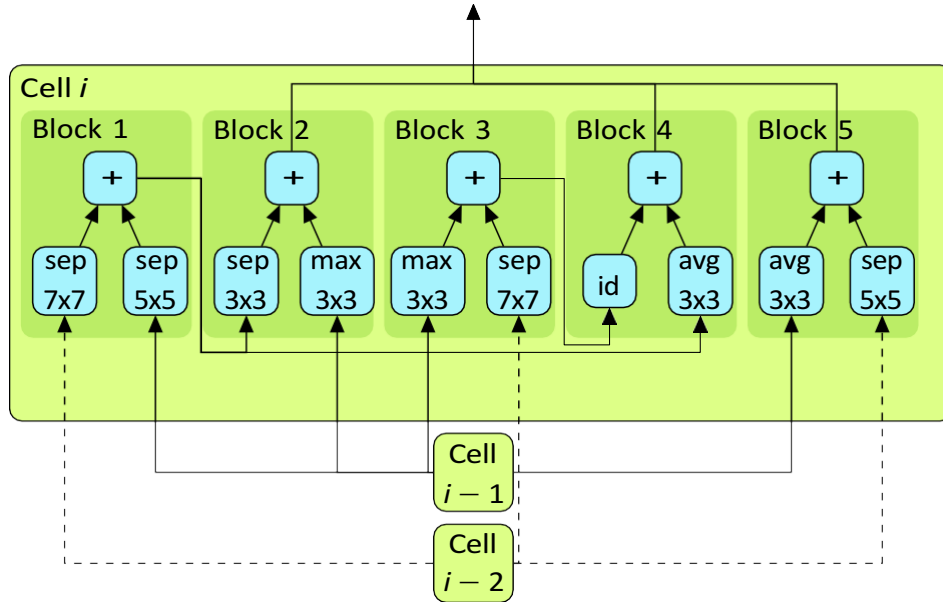 Cell i
Block 1
Block 2
Block 3
Block 4
Block 5
+
+
+
+
+
sep
7x7
sep
5x5
sep
3x3
max
3x3
max
3x3
sep
7x7
id
avg
3x3
avg
3x3
sep
5x5
Cell
i − 1
Cell
i − 2